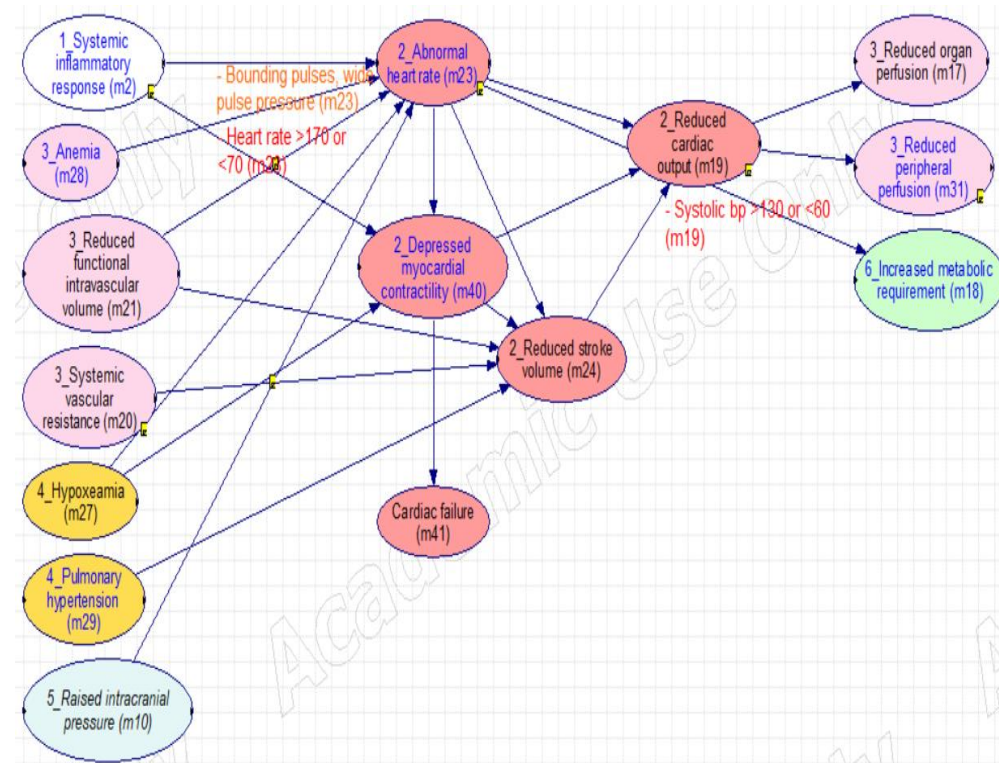 1_Systemic
inflammatory
response (m2)
2_Abnormal
heart rate (m23)
- Bounding pulses, wide
pulse pressure (m23)
Heart rate >170 or
<70
3_Anemia
(m28)
3_Reduced
functional
intravascular
volume (m21)
3_Systemic
vascular
resistance (m20)
4_Hypoxeamia
(m27)
4_Pulmonary
hypertension
(m29)
5_Raised intracranial
pressure (m10)
2_Depressed
myocardial
contractility (m40)
2_Reduced stroke
volume (m24)
Cardiac failure
(m41)
2_Reduced
cardiac
output (m19)
- Systolic bp >130 or <60
(m19)
3_Reduced organ
perfusion (m17)
3_Reduced
peripheral
perfusion (m31)
6_Increased metabolic
requirement (m18)
Academic Use Only